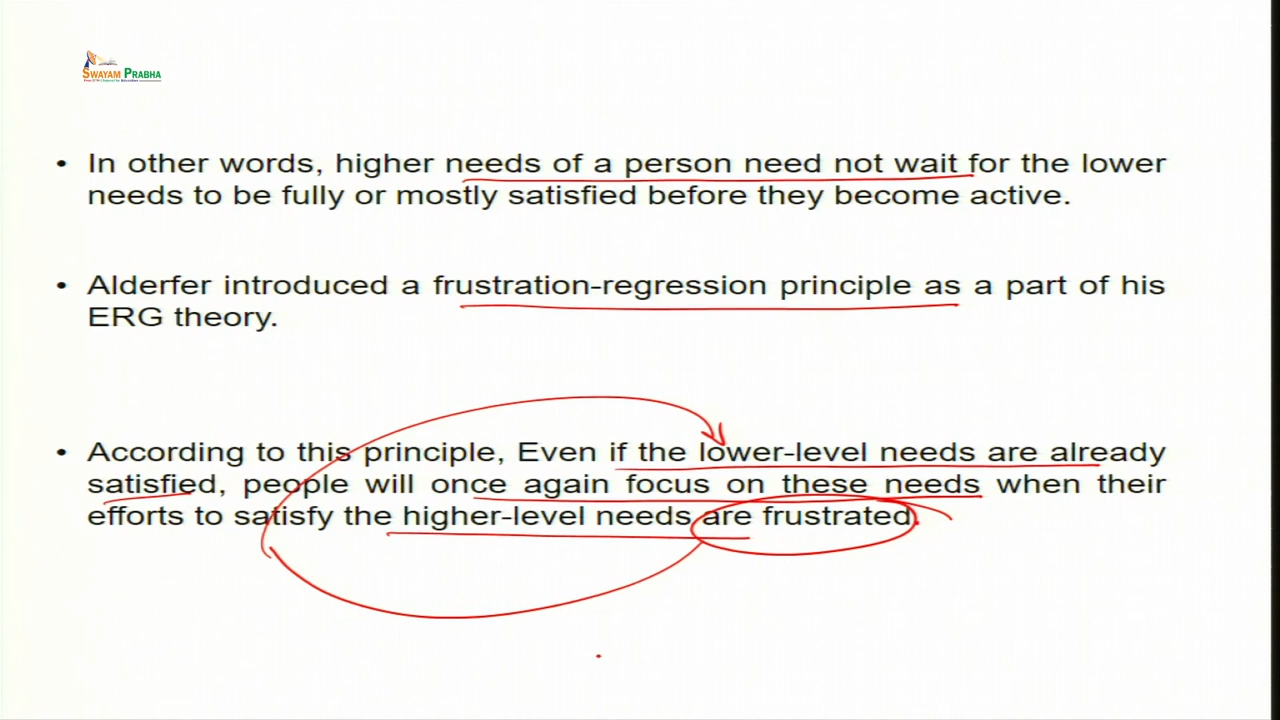 SWAYAM PRABHA
• In other words, higher needs of a person need not wait for the lower
needs to be fully or mostly satisfied before they become active.
• Alderfer introduced a frustration-regression principle as a part of his
ERG theory.
• According to this principle, Even if the lower-level needs are already
satisfied, people will once again focus on these needs when their
efforts to satisfy the higher-level needs are frustrated.